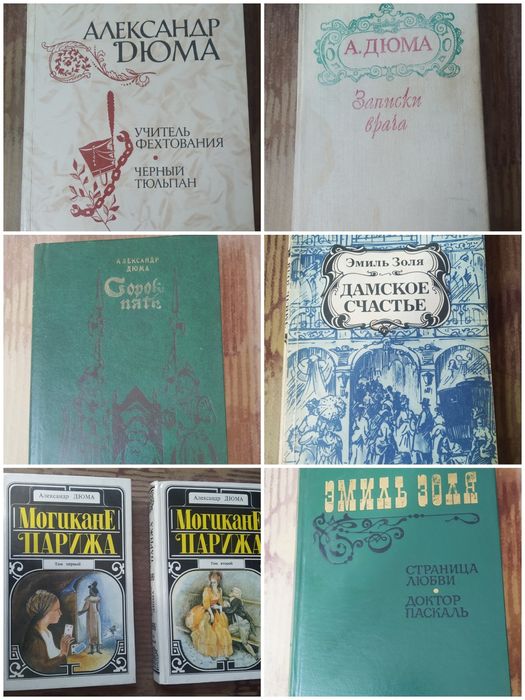 АЛЕКСАНДР
ДЮМА
УЧИТЕЛЬ
ФЕХТОВАНИЯ
•
ЧЕРНЫЙ
ТЮЛЬПАН
А. ДЮМА
Записки
врача
АЛЕКСАНДР
ДЮМА
Сорок
пять
Эмиль Золя
ДАМСКОЕ
СЧАСТЬЕ
Александр ДЮМА
МОГИКАНЕ
ПАРИЖА
Том первый
Александр ДЮМА
МОГИКАНЕ
ПАРИЖА
Том второй
ЭМИЛЬ ЗОЛЯ
СТРАНИЦА
ЛЮБВИ
•
ДОКТОР
ПАСКАЛЬ